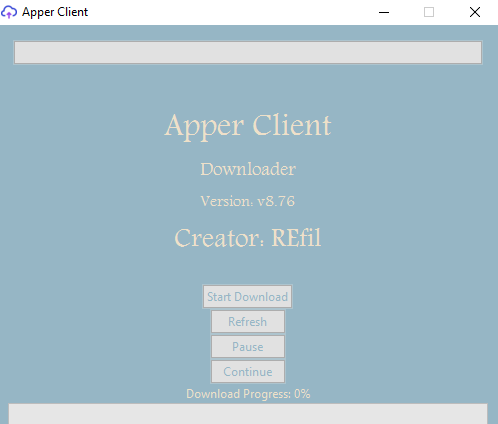 Apper Client
Apper Client
Downloader
Version: v8.76
Creator: REfil
Start Download
Refresh
Pause
Continue
Download Progress: 0%